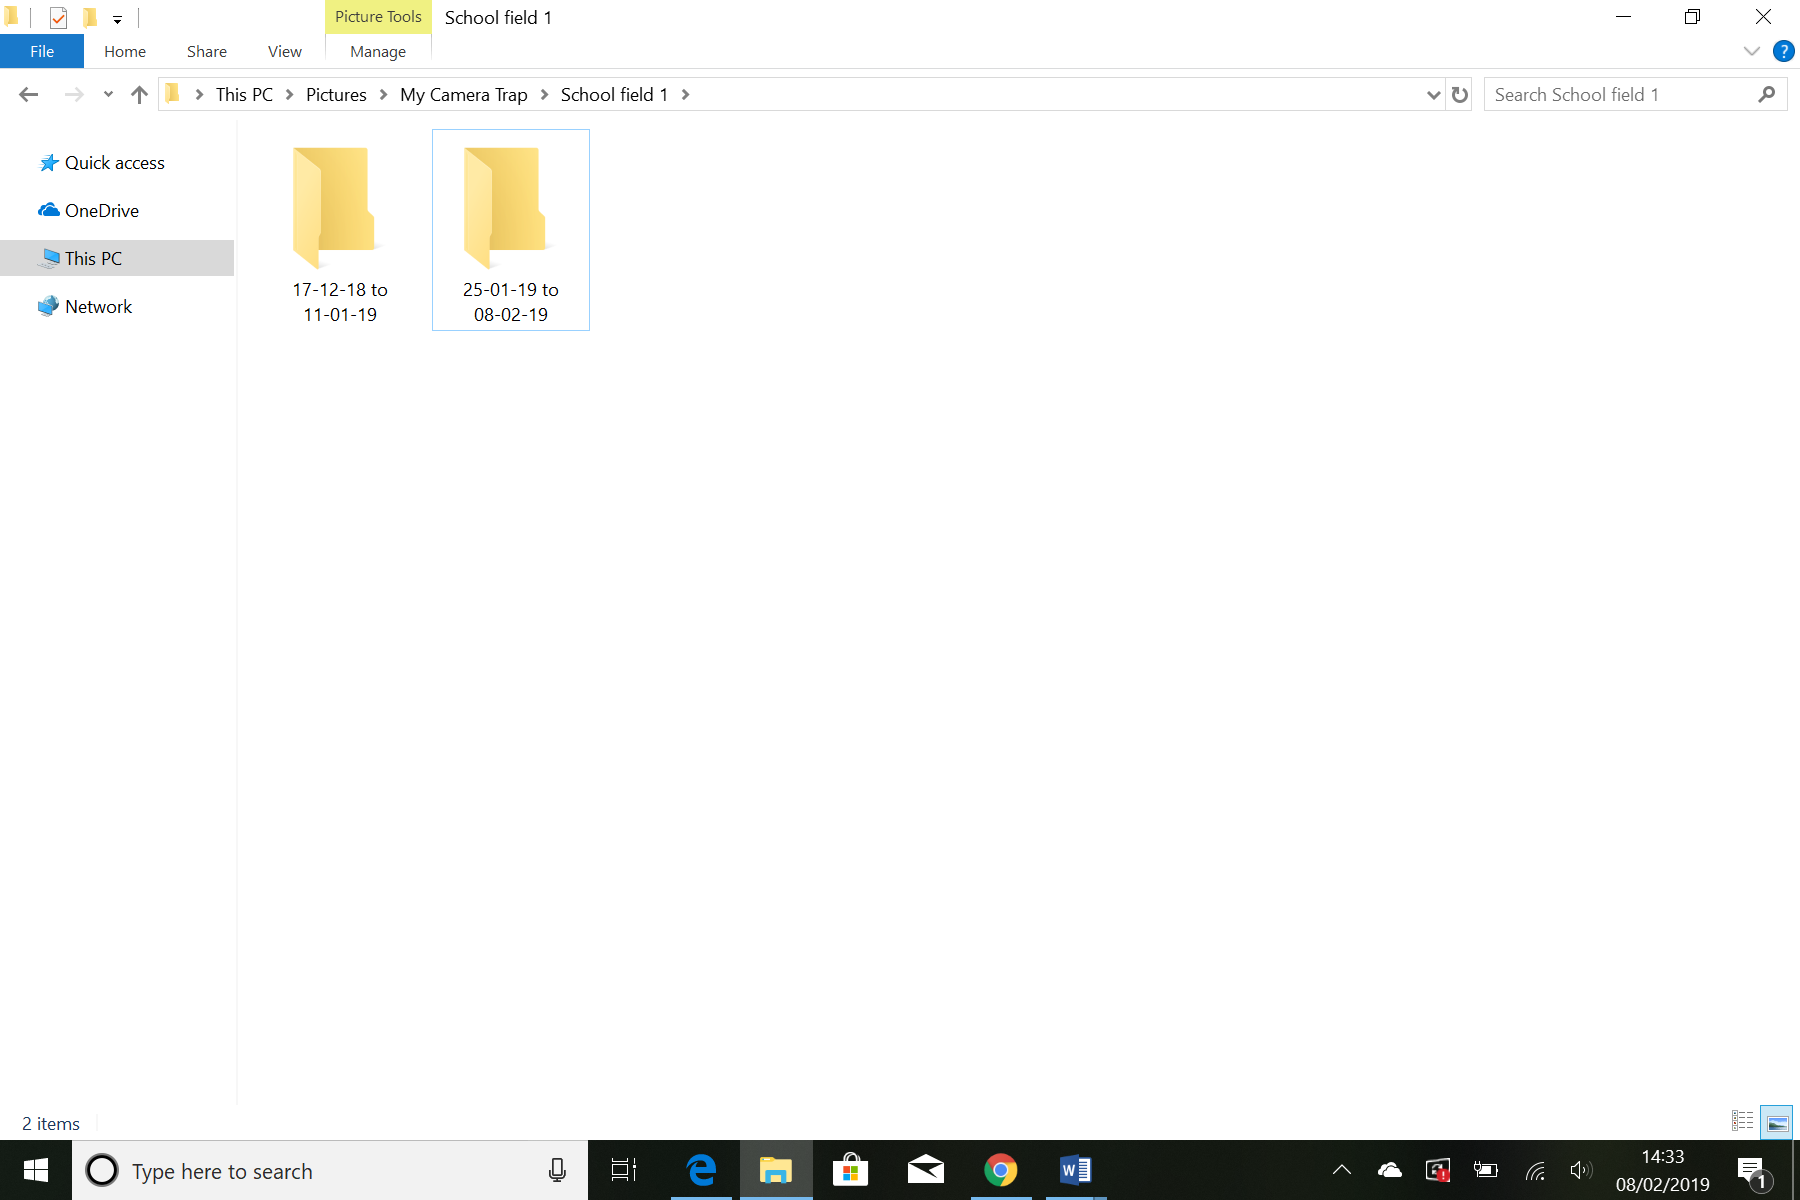 Picture Tools School field 1
File Home Share View Manage
This PC Pictures My Camera Trap School field 1
Search School field 1
Quick access
OneDrive
This PC
Network
17-12-18 to
11-01-19
25-01-19 to
08-02-19
2 items
Type here to search
14:33
08/02/2019
1